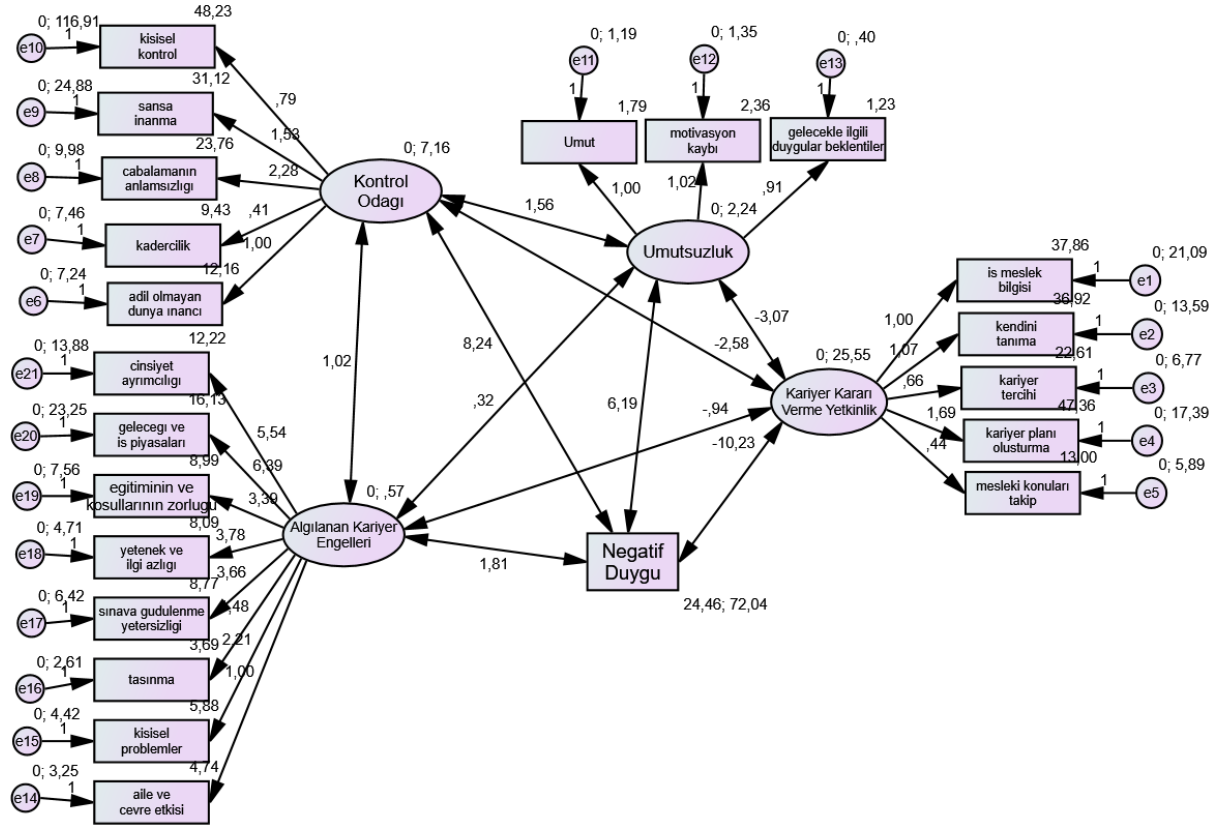 0; 116,91
1
e10
48,23
kisisel
kontrol
0; 24,88
1
e9
31,12
sansa
inanma
0; 9,98
1
e8
23,76
cabalamanın
anlamsızlıgı
0; 7,46
1
e7
9,43
kadercilik
0; 7,24
1
e6
12,16
adil olmayan
dunya ınancı
,79
1,53
2,28
,41
1,00
0; 7,16
Kontrol
Odagı
0; 1,19
e11
1
1,79
Umut
0; 1,35
e12
1
2,36
motivasyon
kaybı
0; ,40
e13
1
1,23
gelecekle ilgili
duygular beklentiler
1,00
1,02
,91
0; 2,24
Umutsuzluk
1,56
-3,07
-2,58
8,24
1,02
,32
6,19
-,94
-10,23
1,81
0; 25,55
Kariyer Kararı
Verme Yetkinlik
1,00
1,07
,66
1,69
,44
37,86
is meslek
bilgisi
1
0; 21,09
e1
36,92
kendini
tanıma
1
0; 13,59
e2
22,61
kariyer
tercihi
1
0; 6,77
e3
47,36
kariyer planı
olusturma
1
0; 17,39
e4
13,00
mesleki konuları
takip
1
0; 5,89
e5
0; 13,88
1
e21
12,22
cinsiyet
ayrımcılıgı
0; 23,25
1
e20
16,13
gelecegı ve
is piyasaları
0; 7,56
1
e19
8,99
egitiminin ve
kosullarının zorlugu
0; 4,71
1
e18
8,09
yetenek ve
ilgi azlıgı
0; 6,42
1
e17
8,77
sınava gudulenme
yetersizligi
0; 2,61
1
e16
3,69
tasınma
0; 4,42
1
e15
5,88
kisisel
problemler
0; 3,25
1
e14
4,74
aile ve
cevre etkisi
5,54
6,39
3,39
3,78
3,66
,48
2,21
1,00
0; ,57
Algılanan Kariyer
Engelleri
Negatif
Duygu
24,46; 72,04